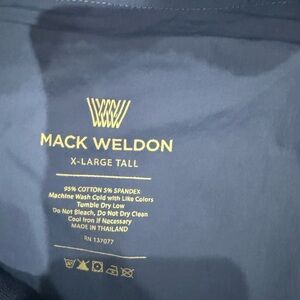 MACK WELDON
X-LARGE TALL
95% COTTON 5% SPANDEX
Machine Wash Cold with Like Colors
Tumble Dry Low
Do Not Bleach, Do Not Dry Clean
Cool Iron if Necessary
MADE IN THAILAND
RN 137077